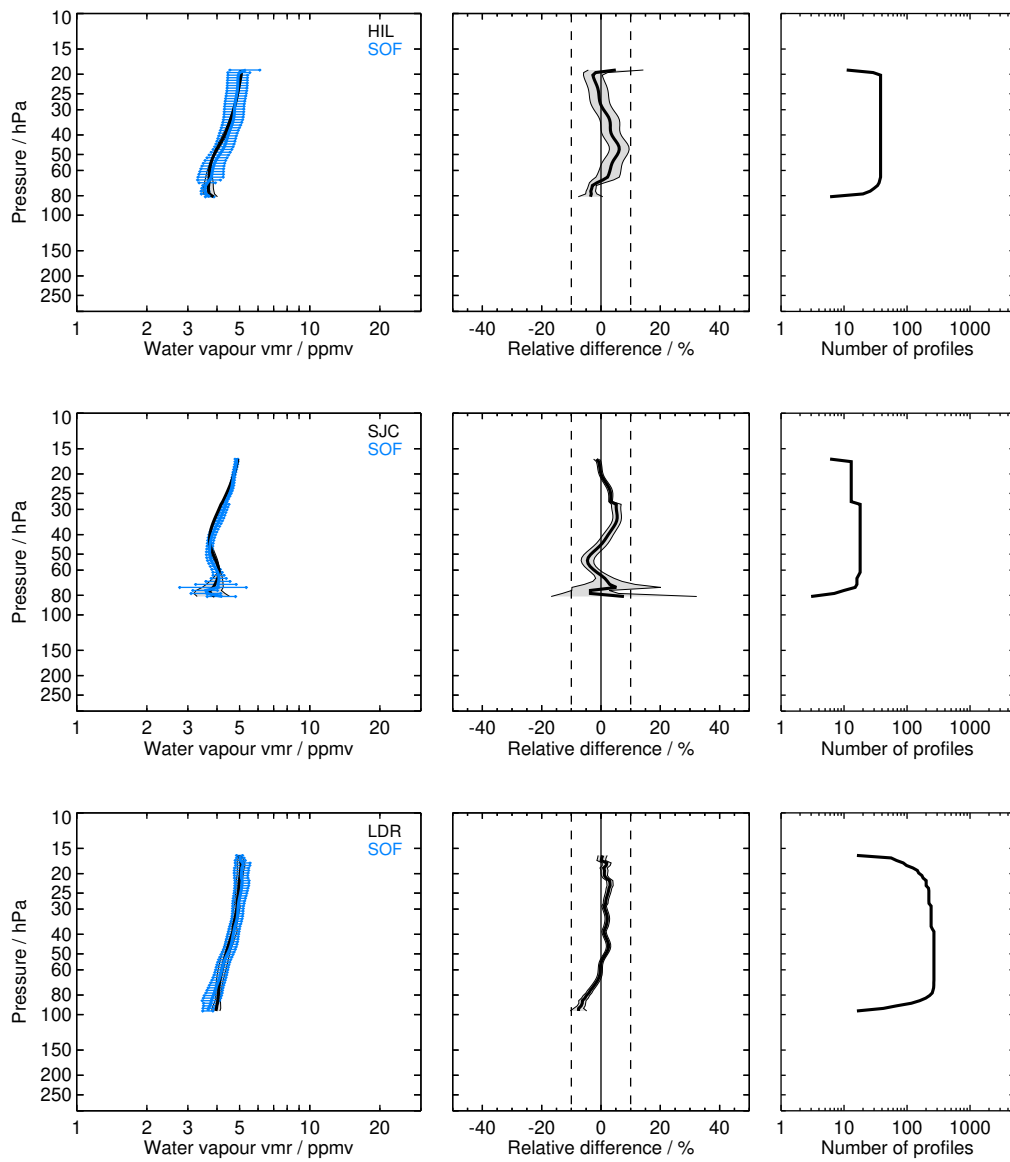 HIL
SOF
10
15
20
25
30
40
50
60
80
100
150
200
250
Pressure / hPa
1 2 3 5 10 20
Water vapour vmr / ppmv
-40 -20 0 20 40
Relative difference / %
1 10 100 1000
Number of profiles
SJC
SOF
10
15
20
25
30
40
50
60
80
100
150
200
250
Pressure / hPa
1 2 3 5 10 20
Water vapour vmr / ppmv
-40 -20 0 20 40
Relative difference / %
1 10 100 1000
Number of profiles
LDR
SOF
10
15
20
25
30
40
50
60
80
100
150
200
250
Pressure / hPa
1 2 3 5 10 20
Water vapour vmr / ppmv
-40 -20 0 20 40
Relative difference / %
1 10 100 1000
Number of profiles